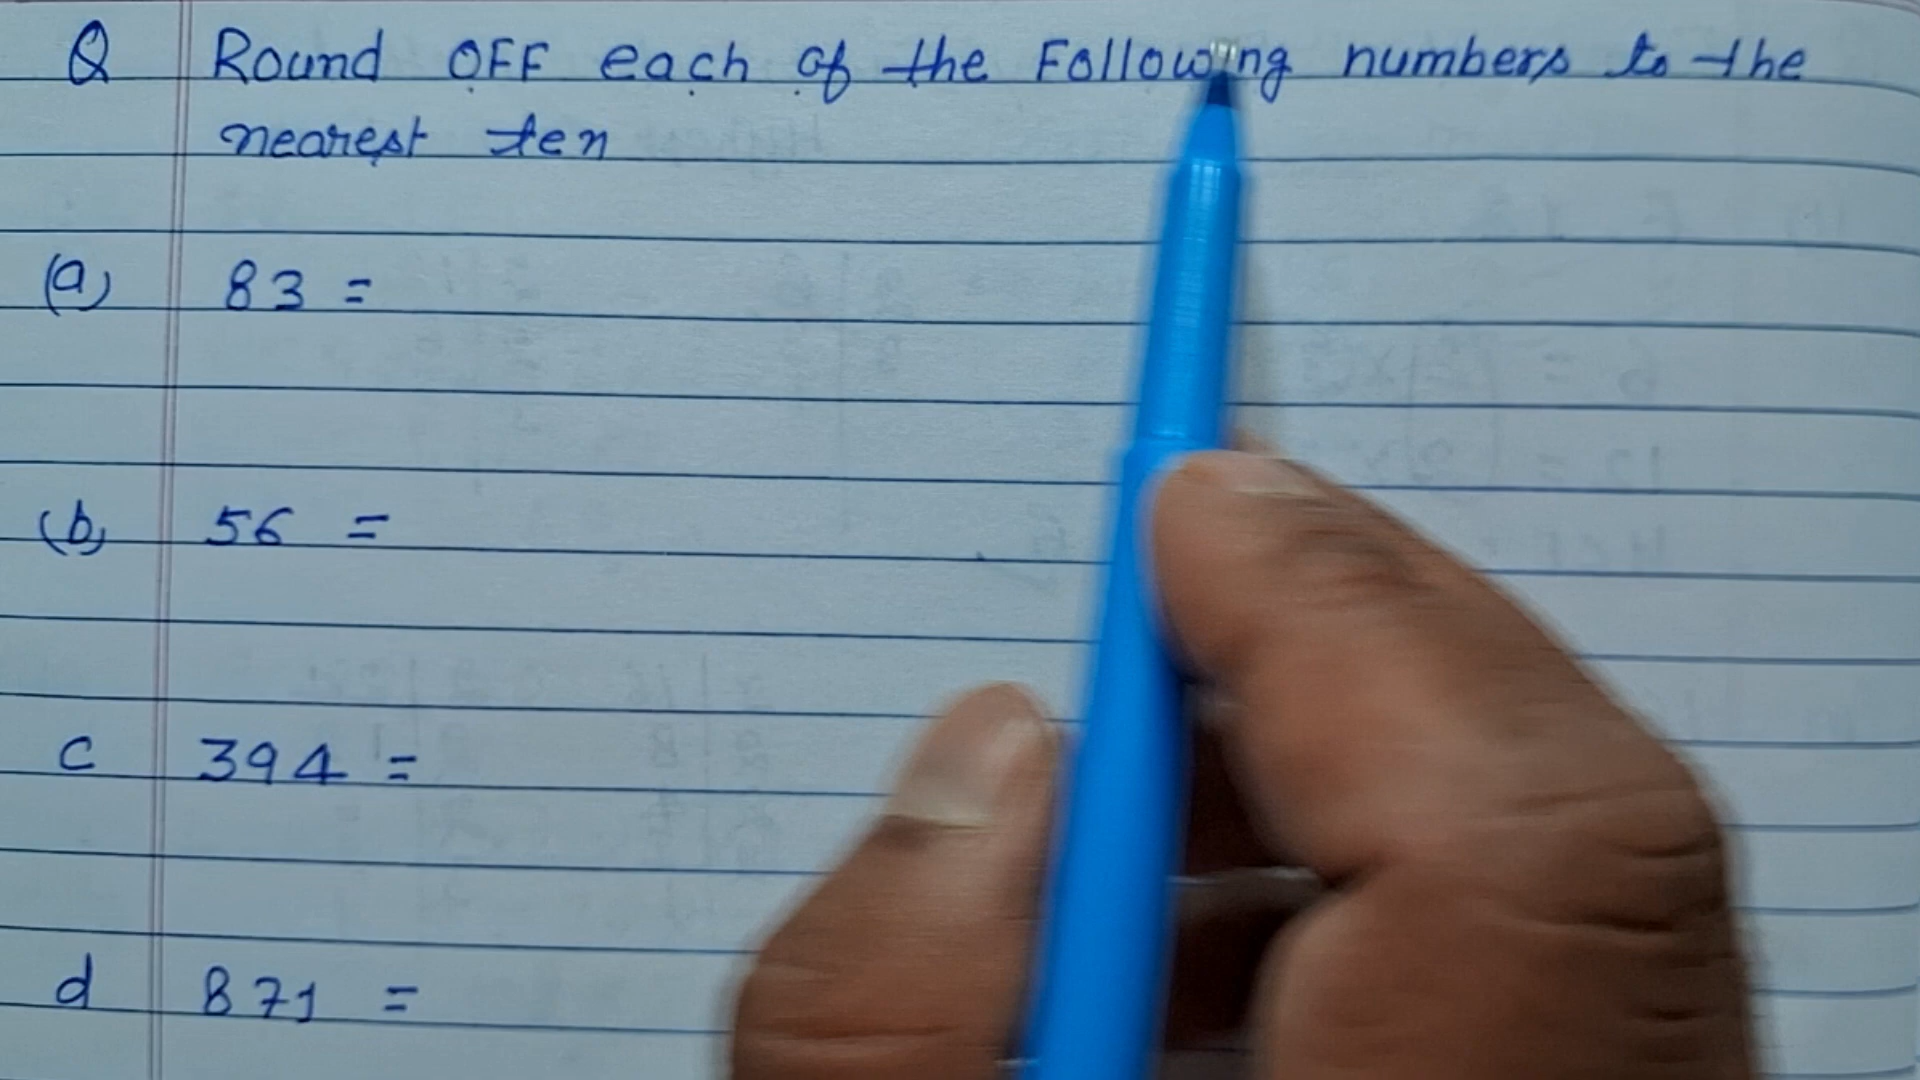 Q Round OFF each of the Following numbers to the
nearest ten
(a) 83 =
(b) 56 =
c 394 =
d 871 =